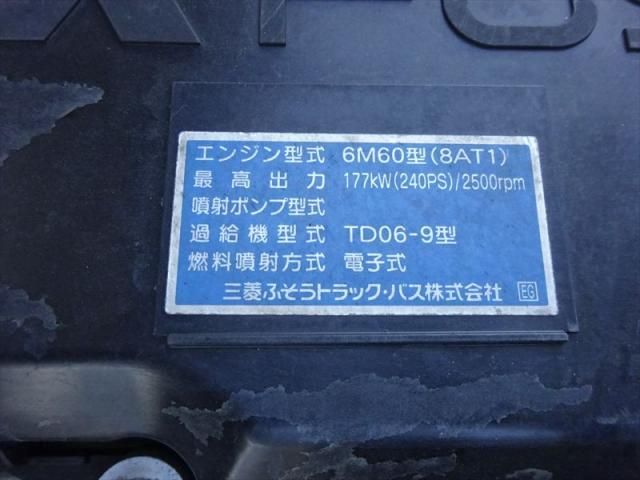 エンジン型式 6M60型(8AT1)
最高出力 177kW(240PS)/2500rpm
噴射ポンプ型式
過給機型式 TD06-9型
燃料噴射方式 電子式
三菱ふそうトラック・バス株式会社 EG